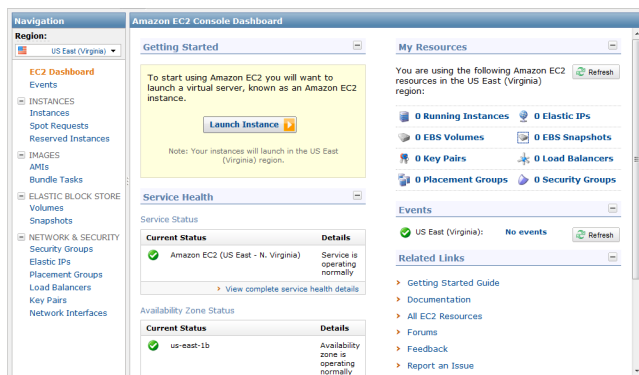 Navigation
Region:
US East (Virginia)
EC2 Dashboard
Events
INSTANCES
Instances
Spot Requests
Reserved Instances
IMAGES
AMIs
Bundle Tasks
ELASTIC BLOCK STORE
Volumes
Snapshots
NETWORK & SECURITY
Security Groups
Elastic IPs
Placement Groups
Load Balancers
Key Pairs
Network Interfaces
Amazon EC2 Console Dashboard
Getting Started
To start using Amazon EC2 you will want to
launch a virtual server, known as an Amazon EC2
instance.
Launch Instance
Note: Your instances will launch in the US East
(Virginia) region.
Service Health
Service Status
Current Status Details
Amazon EC2 (US East - N. Virginia) Service is
operating
normally
View complete service health details
Availability Zone Status
Current Status Details
us-east-1b Availability
zone is
operating
normally
My Resources
You are using the following Amazon EC2
resources in the US East (Virginia)
region:
Refresh
0 Running Instances 0 Elastic IPs
0 EBS Volumes 0 EBS Snapshots
0 Key Pairs 0 Load Balancers
0 Placement Groups 0 Security Groups
Events
US East (Virginia): No events Refresh
Related Links
Getting Started Guide
Documentation
All EC2 Resources
Forums
Feedback
Report an Issue